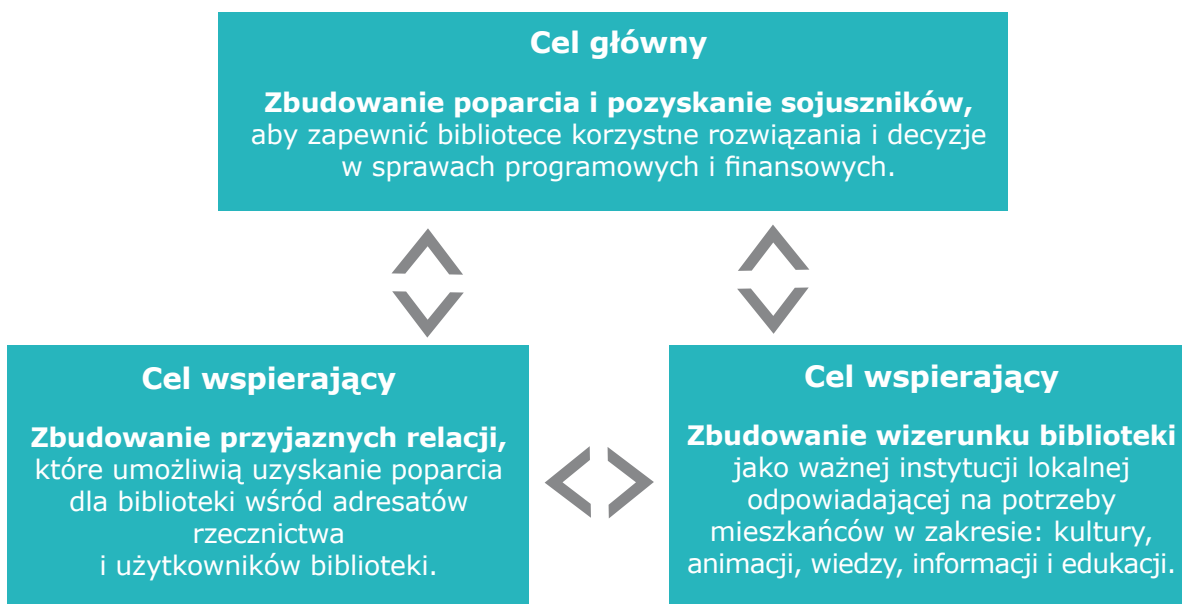 Cel główny
Zbudowanie poparcia i pozyskanie sojuszników,
aby zapewnić bibliotece korzystne rozwiązania i decyzje
w sprawach programowych i finansowych.
Cel wspierający
Zbudowanie przyjaznych relacji,
które umożliwią uzyskanie poparcia
dla biblioteki wśród adresatów
rzecznictwa
i użytkowników biblioteki.
Cel wspierający
Zbudowanie wizerunku biblioteki
jako ważnej instytucji lokalnej
odpowiadającej na potrzeby
mieszkańców w zakresie: kultury,
animacji, wiedzy, informacji i edukacji.